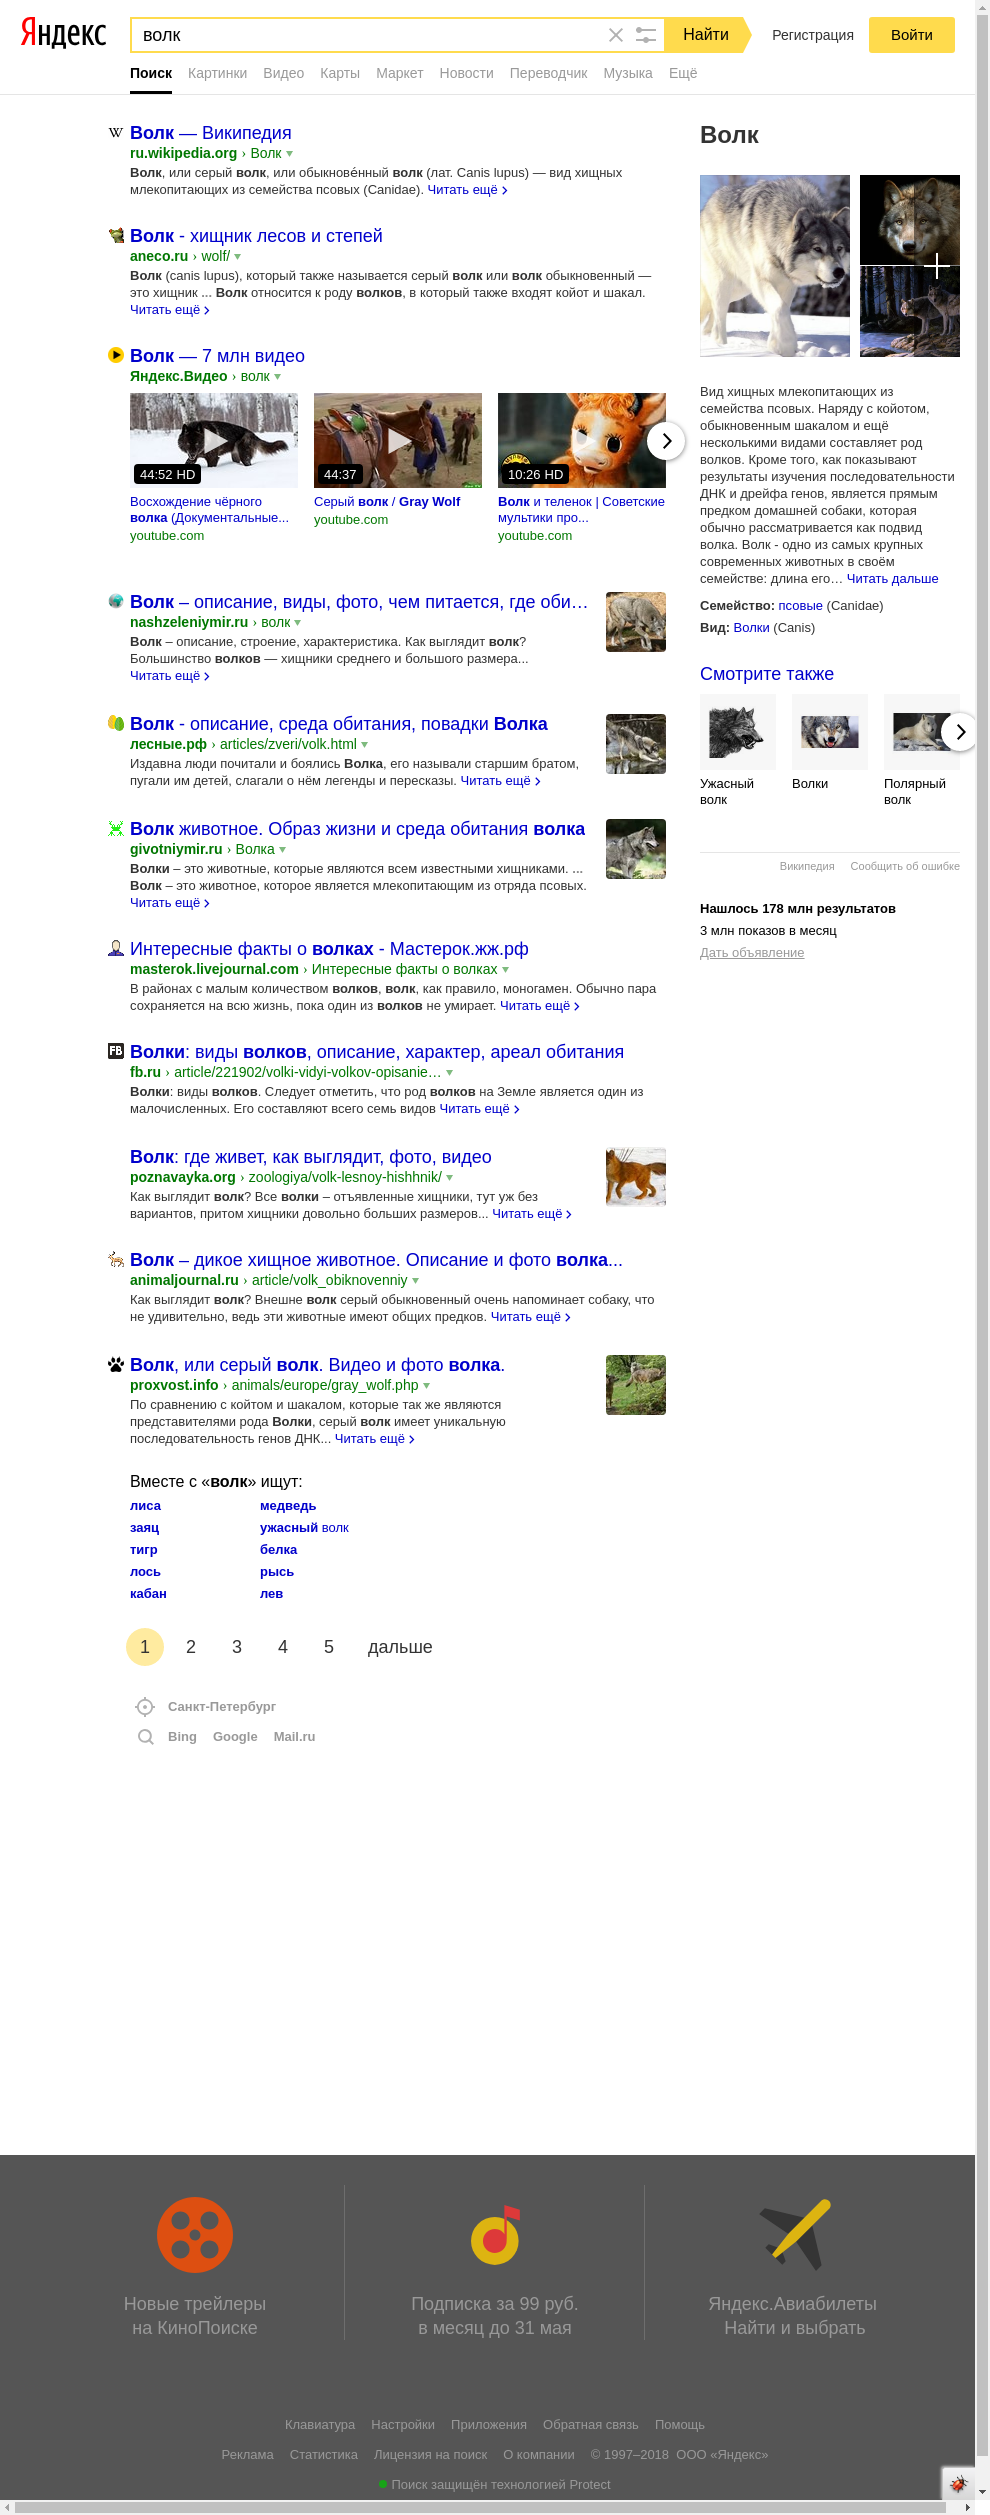 Яндекс
волк
Найти
Регистрация
Войти
Поиск Картинки Видео Карты Маркет Новости Переводчик Музыка Ещё
Волк — Википедия
ru.wikipedia.org › Волк
Волк, или серый волк, или обыкнове́нный волк (лат. Canis lupus) — вид хищных
млекопитающих из семейства псовых (Canidae). Читать ещё
Волк - хищник лесов и степей
aneco.ru › wolf/
Волк (canis lupus), который также называется серый волк или волк обыкновенный —
это хищник ... Волк относится к роду волков, в который также входят койот и шакал.
Читать ещё
Волк — 7 млн видео
Яндекс.Видео › волк
44:52 HD
44:37
10:26 HD
Восхождение чёрного
волка (Документальные...
youtube.com
Серый волк / Gray Wolf
youtube.com
Волк и теленок | Советские
мультики про...
youtube.com
Волк – описание, виды, фото, чем питается, где оби…
nashzeleniymir.ru › волк
Волк – описание, строение, характеристика. Как выглядит волк?
Большинство волков — хищники среднего и большого размера...
Читать ещё
Волк - описание, среда обитания, повадки Волка
лесные.рф › articles/zveri/volk.html
Издавна люди почитали и боялись Волка, его называли старшим братом,
пугали им детей, слагали о нём легенды и пересказы. Читать ещё
Волк животное. Образ жизни и среда обитания волка
givotniymir.ru › Волка
Волки – это животные, которые являются всем известными хищниками. ...
Волк – это животное, которое является млекопитающим из отряда псовых.
Читать ещё
Интересные факты о волках - Мастерок.жж.рф
masterok.livejournal.com › Интересные факты о волках
В районах с малым количеством волков, волк, как правило, моногамен. Обычно пара
сохраняется на всю жизнь, пока один из волков не умирает. Читать ещё
FB
Волки: виды волков, описание, характер, ареал обитания
fb.ru › article/221902/volki-vidyi-volkov-opisanie…
Волки: виды волков. Следует отметить, что род волков на Земле является один из
малочисленных. Его составляют всего семь видов Читать ещё
Волк: где живет, как выглядит, фото, видео
poznavayka.org › zoologiya/volk-lesnoy-hishhnik/
Как выглядит волк? Все волки – отъявленные хищники, тут уж без
вариантов, притом хищники довольно больших размеров... Читать ещё
Волк – дикое хищное животное. Описание и фото волка...
animaljournal.ru › article/volk_obiknovenniy
Как выглядит волк? Внешне волк серый обыкновенный очень напоминает собаку, что
не удивительно, ведь эти животные имеют общих предков. Читать ещё
Волк, или серый волк. Видео и фото волка.
proxvost.info › animals/europe/gray_wolf.php
По сравнению с койтом и шакалом, которые так же являются
представителями рода Волки, серый волк имеет уникальную
последовательность генов ДНК... Читать ещё
Вместе с «волк» ищут:
лиса медведь
заяц ужасный волк
тигр белка
лось рысь
кабан лев
1 2 3 4 5 дальше
Санкт-Петербург
Bing Google Mail.ru
Волк
Вид хищных млекопитающих из
семейства псовых. Наряду с койотом,
обыкновенным шакалом и ещё
несколькими видами составляет род
волков. Кроме того, как показывают
результаты изучения последовательности
ДНК и дрейфа генов, является прямым
предком домашней собаки, которая
обычно рассматривается как подвид
волка. Волк - одно из самых крупных
современных животных в своём
семействе: длина его… Читать дальше
Семейство: псовые (Canidae)
Вид: Волки (Canis)
Смотрите также
Ужасный
волк
Волки
Полярный
волк
Википедия Сообщить об ошибке
Нашлось 178 млн результатов
3 млн показов в месяц
Дать объявление
Новые трейлеры
на КиноПоиске
Подписка за 99 руб.
в месяц до 31 мая
Яндекс.Авиабилеты
Найти и выбрать
Клавиатура Настройки Приложения Обратная связь Помощь
Реклама Статистика Лицензия на поиск О компании © 1997–2018 ООО «Яндекс»
Поиск защищён технологией Protect